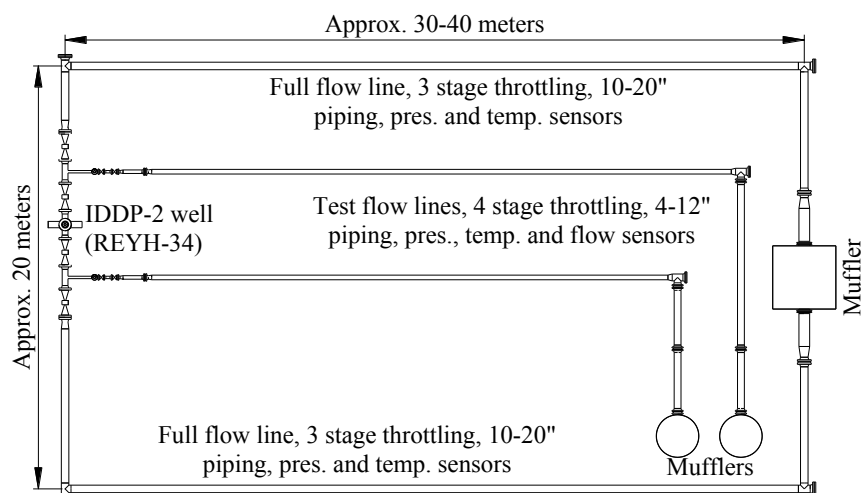 Approx. 30-40 meters
Full flow line, 3 stage throttling, 10-20"
piping, pres. and temp. sensors
Approx. 20 meters
IDDP-2 well
(REYH-34)
Test flow lines, 4 stage throttling, 4-12"
piping, pres., temp. and flow sensors
Muffler
Full flow line, 3 stage throttling, 10-20"
piping, pres. and temp. sensors
Mufflers